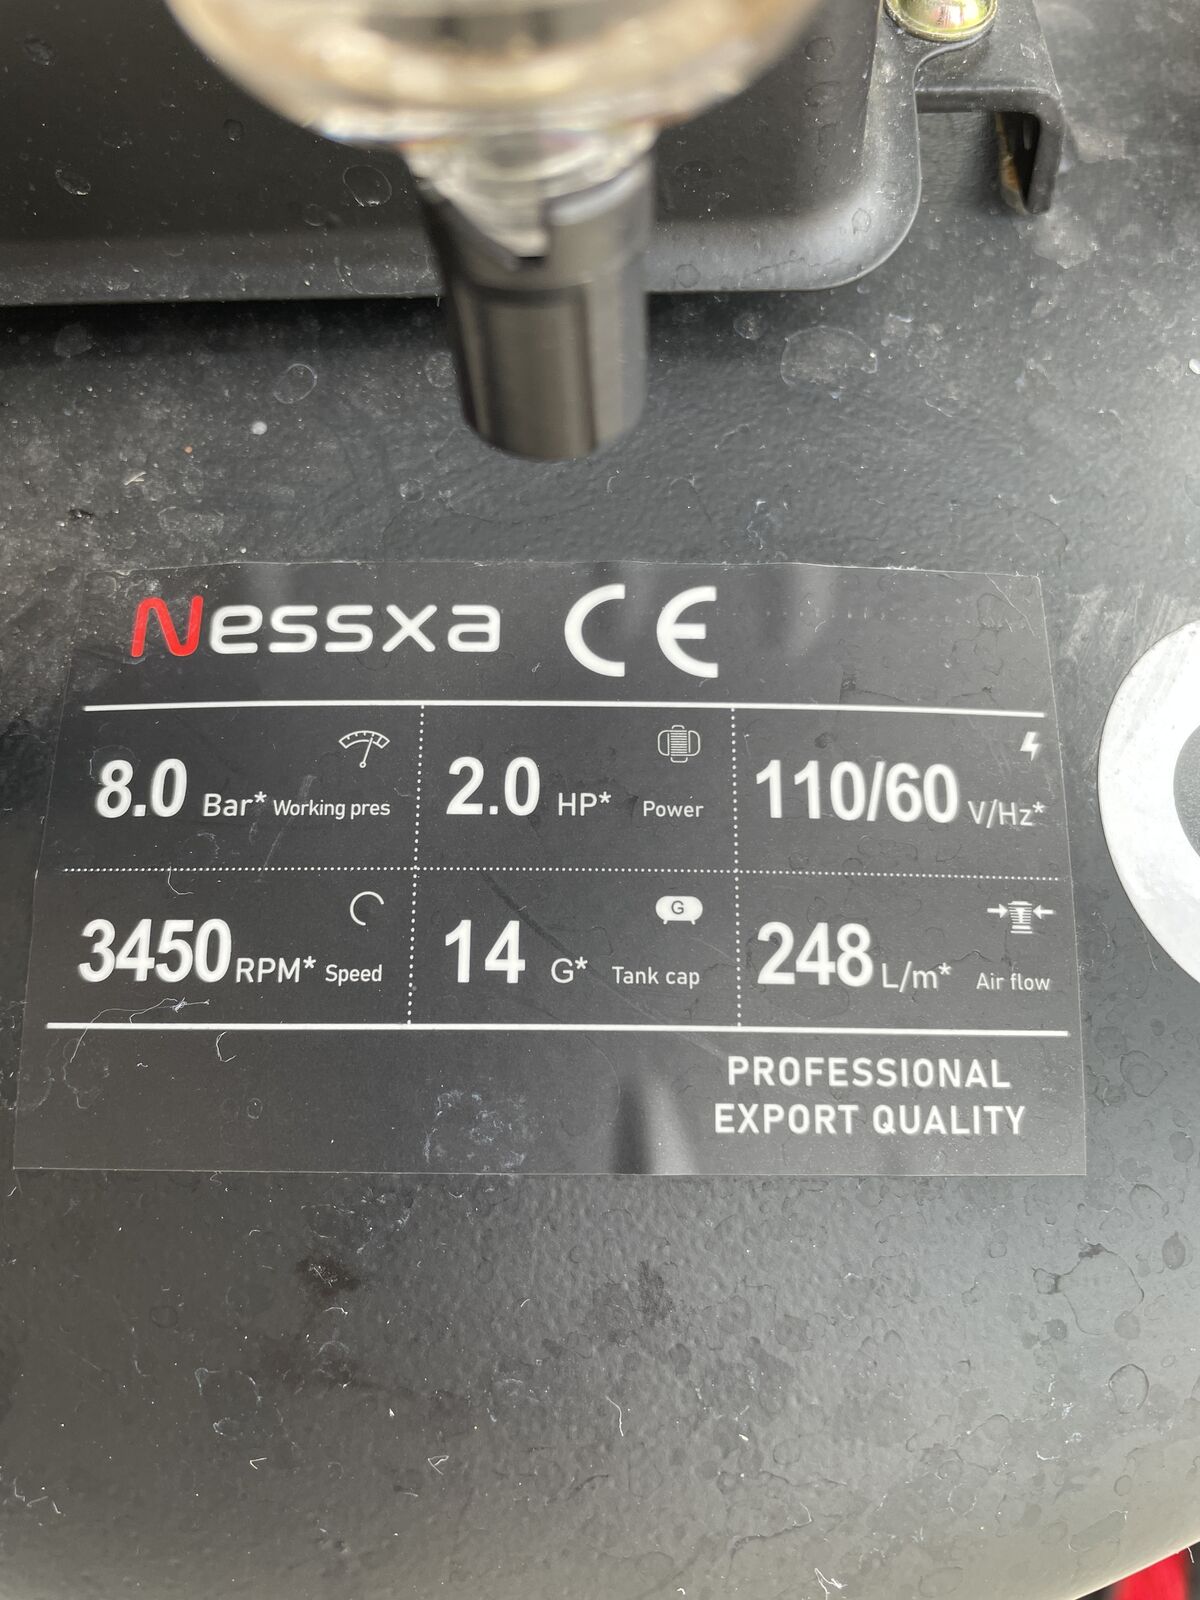 Nessxa CE
8.0 Bar* Working pres
2.0 HP* Power
110/60 V/Hz*
3450 RPM* Speed
14 G* G Tank cap
248 L/m* Air flow
PROFESSIONAL
EXPORT QUALITY